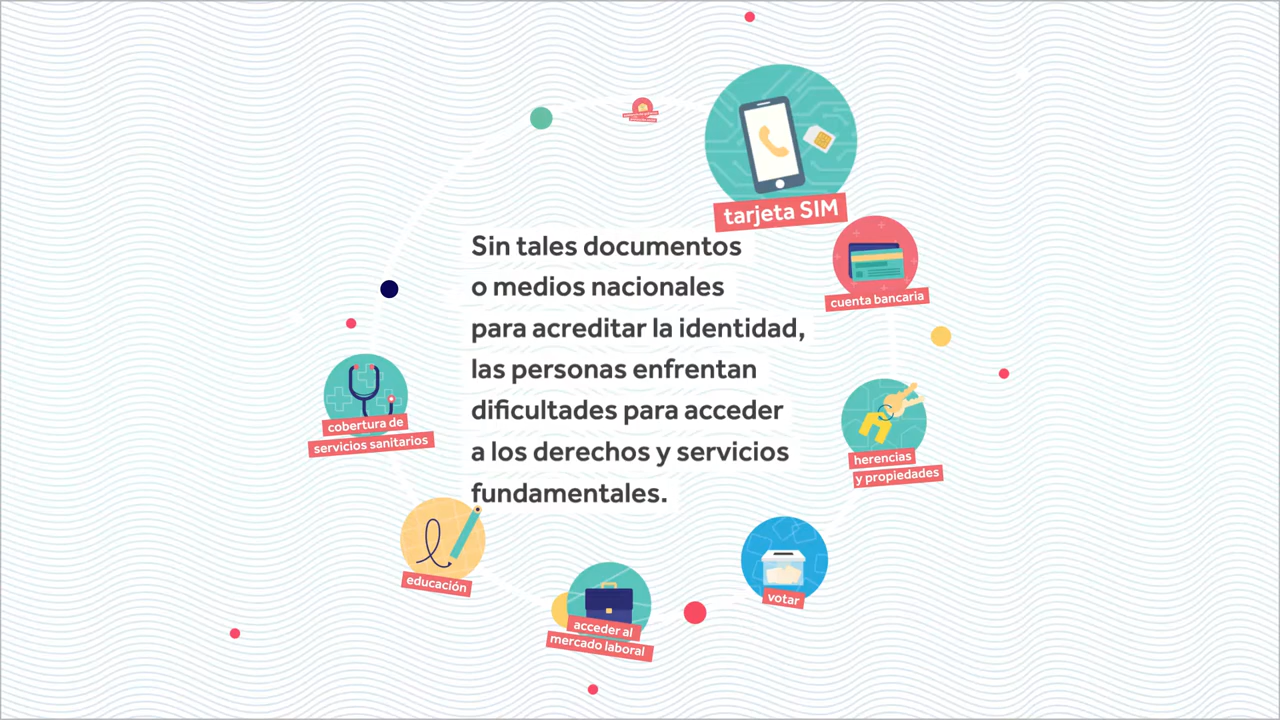 tarjeta SIM
Sin tales documentos
o medios nacionales
para acreditar la identidad,
las personas enfrentan
dificultades para acceder
a los derechos y servicios
fundamentales.
cuenta bancaria
herencias
y propiedades
votar
acceder al
mercado laboral
educación
cobertura de
servicios sanitarios